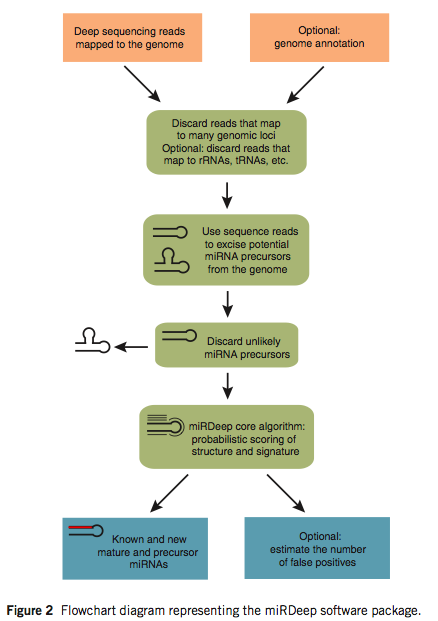 Deep sequencing reads
mapped to the genome
Optional:
genome annotation
Discard reads that map
to many genomic loci
Optional: discard reads that
map to rRNAs, tRNAs, etc.
Use sequence reads
to excise potential
miRNA precursors
from the genome
Discard unlikely
miRNA precursors
miRDeep core algorithm:
probabilistic scoring of
structure and signature
Known and new
mature and precursor
miRNAs
Optional:
estimate the number
of false positives
Figure 2 Flowchart diagram representing the miRDeep software package.